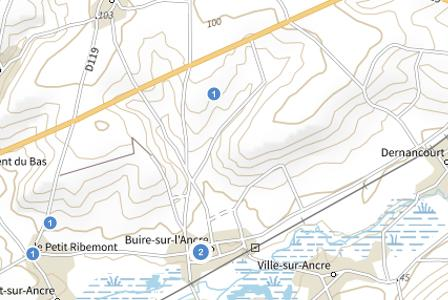 103
100
D119
1
ent du Bas
Dernancourt
1
le Petit Ribemont
1
Buire-sur-l'Ancre
2
Ville-sur-Ancre
45
t-sur-Ancre